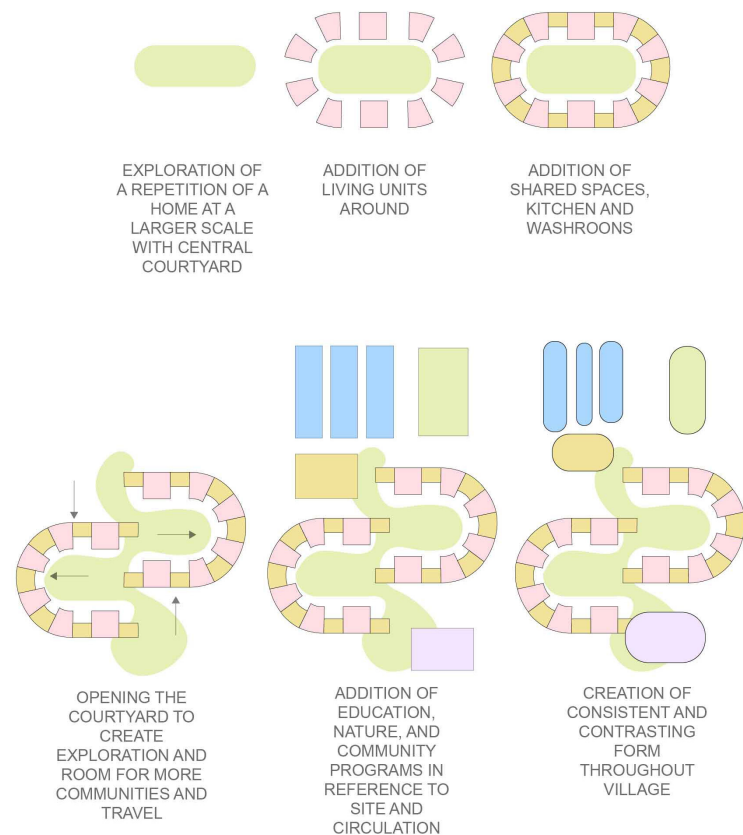 EXPLORATION OF
A REPETITION OF A
HOME AT A
LARGER SCALE
WITH CENTRAL
COURTYARD
ADDITION OF
LIVING UNITS
AROUND
ADDITION OF
SHARED SPACES,
KITCHEN AND
WASHROONS
OPENING THE
COURTYARD TO
CREATE
EXPLORATION AND
ROOM FOR MORE
COMMUNITIES AND
TRAVEL
ADDITION OF
EDUCATION,
NATURE, AND
COMMUNITY
PROGRAMS IN
REFERENCE TO
SITE AND
CIRCULATION
CREATION OF
CONSISTENT AND
CONTRASTING
FORM
THROUGHOUT
VILLAGE